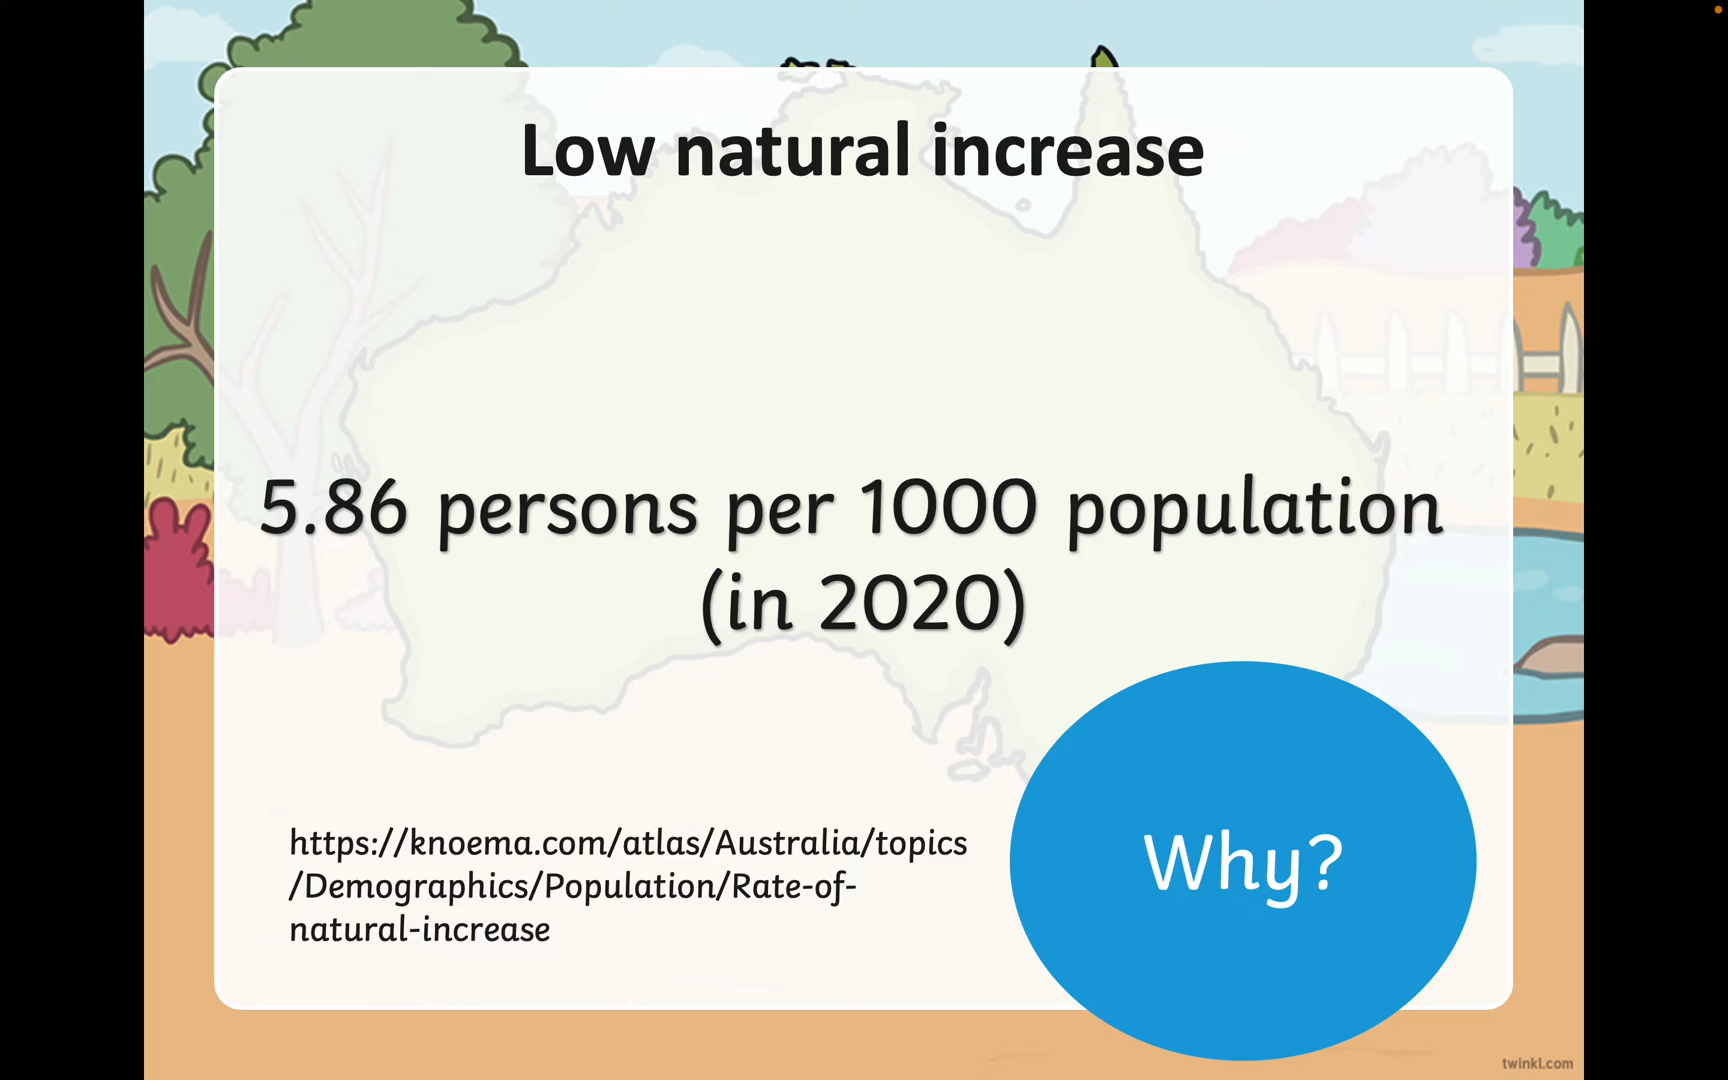 Low natural increase
5.86 persons per 1000 population
(in 2020)
https://knoema.com/atlas/Australia/topics
/Demographics/Population/Rate-of-
natural-increase
Why?
twinkl.com